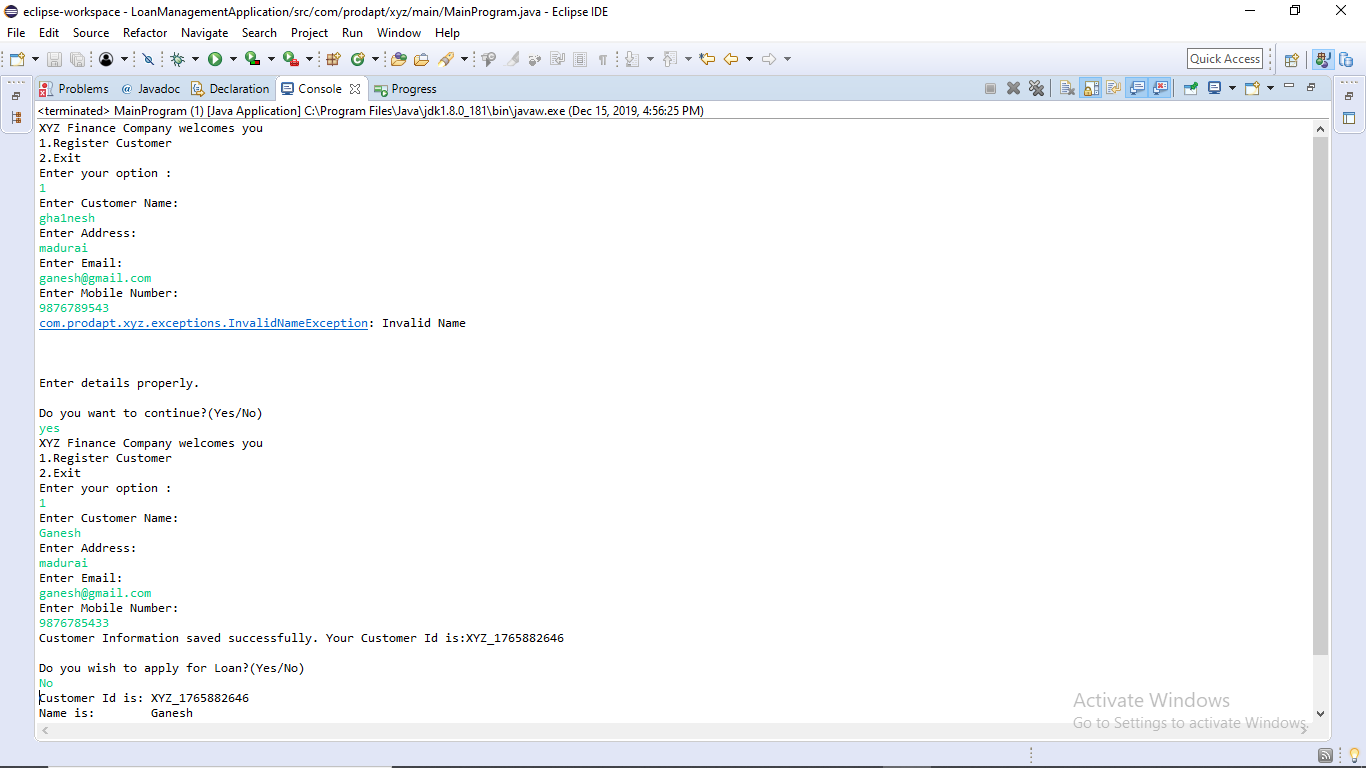 eclipse-workspace - LoanManagementApplication/src/com/prodapt/xyz/main/MainProgram.java - Eclipse IDE
File Edit Source Refactor Navigate Search Project Run Window Help
Quick Access
Problems @ Javadoc Declaration Console Progress
<terminated> MainProgram (1) [Java Application] C:\Program Files\Java\jdk1.8.0_181\bin\javaw.exe (Dec 15, 2019, 4:56:25 PM)
XYZ Finance Company welcomes you
1.Register Customer
2.Exit
Enter your option :
1
Enter Customer Name:
gha1nesh
Enter Address:
madurai
Enter Email:
ganesh@gmail.com
Enter Mobile Number:
9876789543
com.prodapt.xyz.exceptions.InvalidNameException: Invalid Name
Enter details properly.
Do you want to continue?(Yes/No)
yes
XYZ Finance Company welcomes you
1.Register Customer
2.Exit
Enter your option :
1
Enter Customer Name:
Ganesh
Enter Address:
madurai
Enter Email:
ganesh@gmail.com
Enter Mobile Number:
9876785433
Customer Information saved successfully. Your Customer Id is:XYZ_1765882646
Do you wish to apply for Loan?(Yes/No)
No
Customer Id is: XYZ_1765882646
Name is: Ganesh
Activate Windows
Go to Settings to activate Windows.